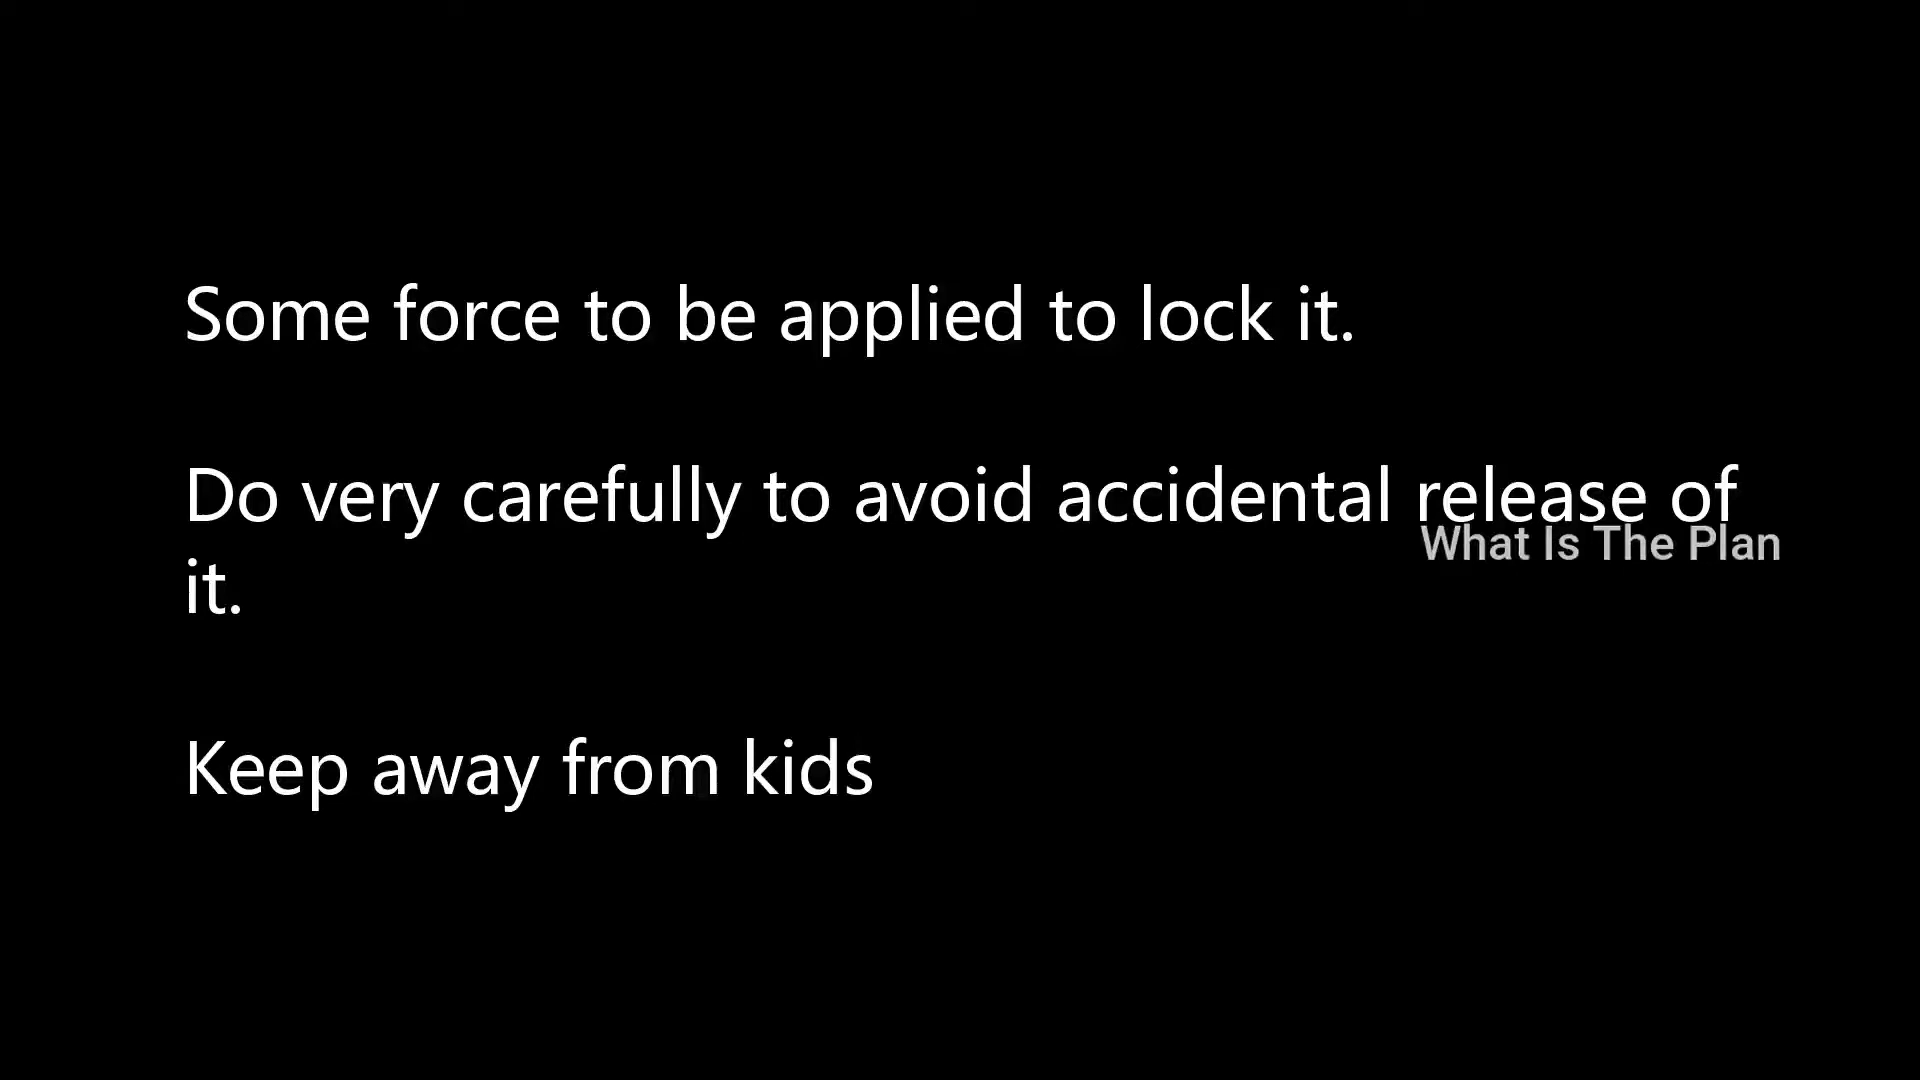 Some force to be applied to lock it.
Do very carefully to avoid accidental release of
What Is The Plan
it.
Keep away from kids